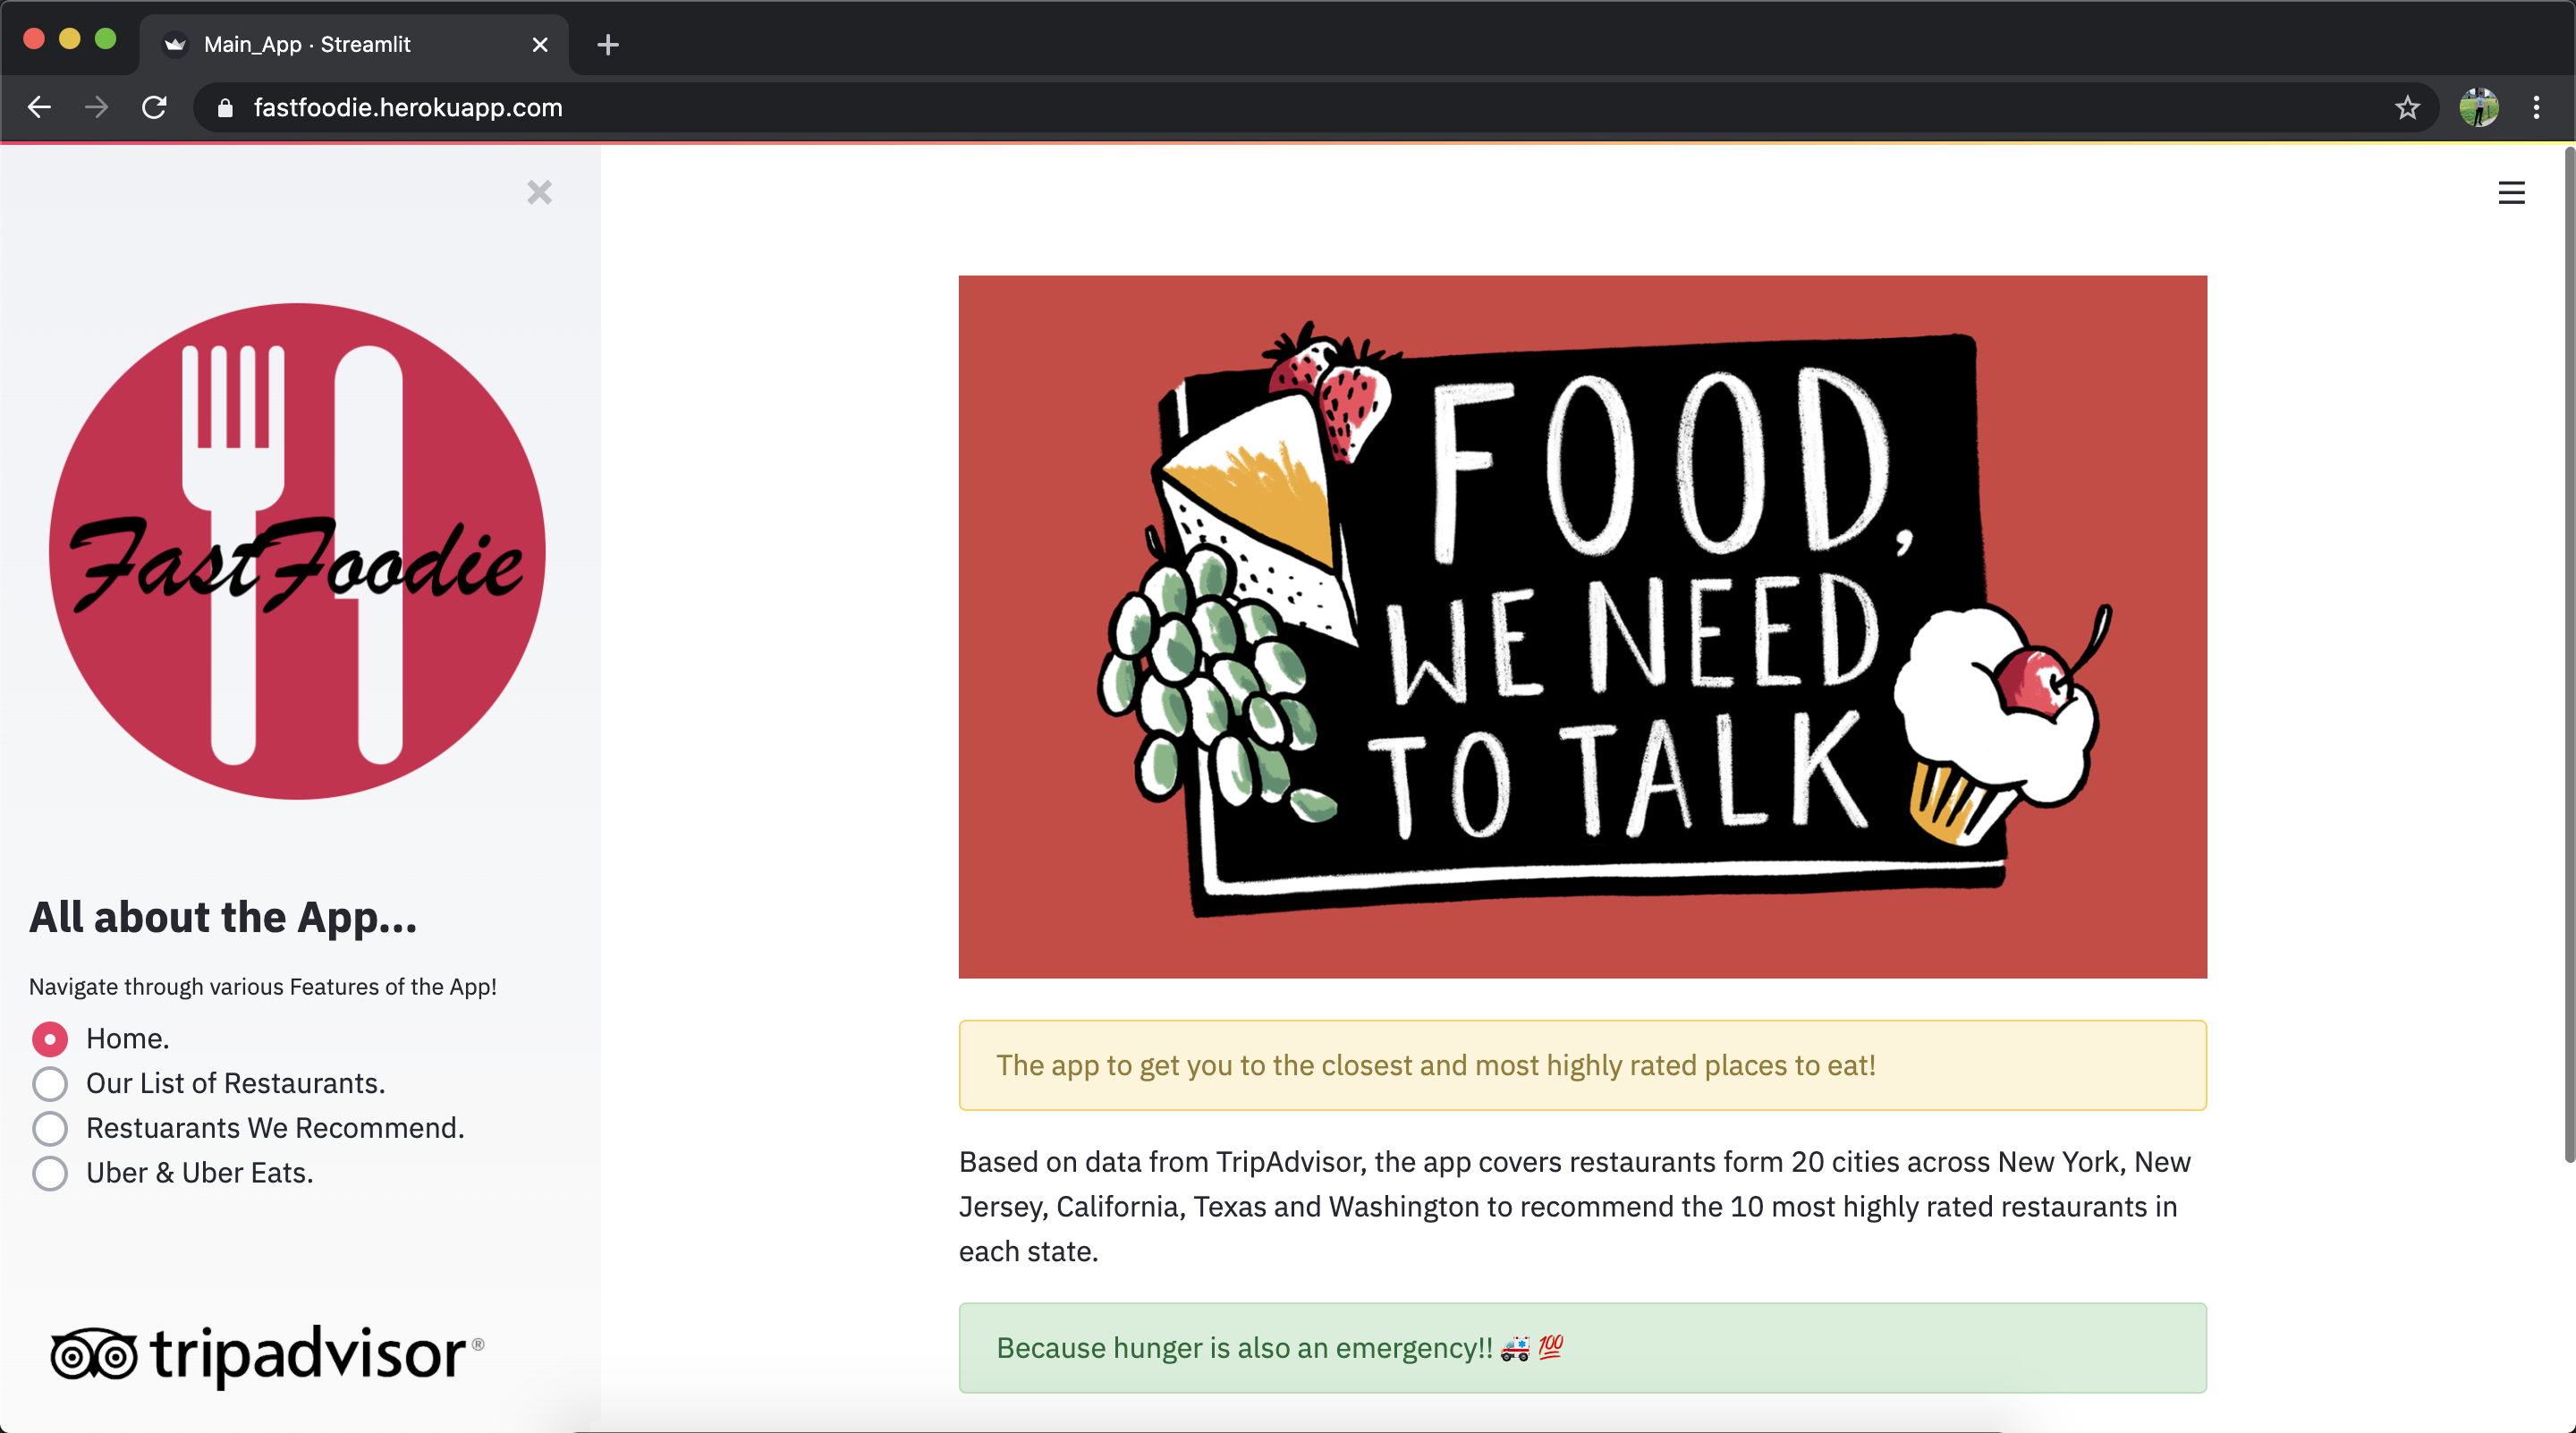 Main_App · Streamlit
fastfoodie.herokuapp.com
FastFoodie
All about the App...
Navigate through various Features of the App!
Home.
Our List of Restaurants.
Restuarants We Recommend.
Uber & Uber Eats.
tripadvisor®
FOOD,
WE NEED
TO TALK
The app to get you to the closest and most highly rated places to eat!
Based on data from TripAdvisor, the app covers restaurants form 20 cities across New York, New
Jersey, California, Texas and Washington to recommend the 10 most highly rated restaurants in
each state.
Because hunger is also an emergency!! 🚑 💯